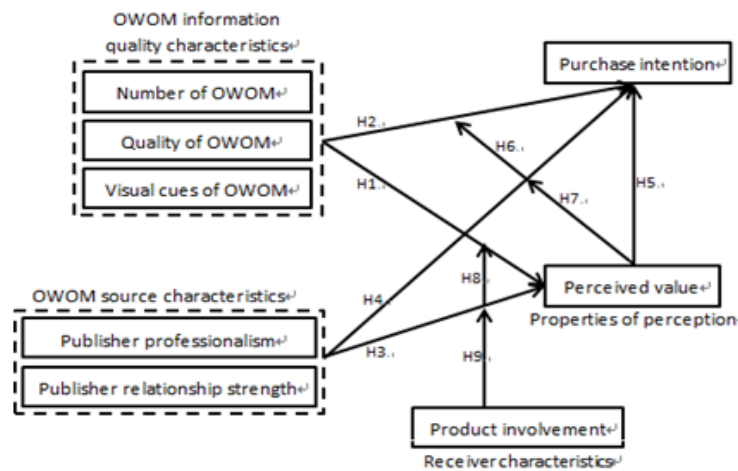 OWOM information
quality characteristics↵
Number of OWOM↵
Quality of OWOM↵
Visual cues of OWOM↵
Purchase intention↵
H2.
H6.
H7.
H1.
H5.
OWOM source characteristics↵
Publisher professionalism↵
Publisher relationship strength↵
H4.
H8.
H3.
H9.
Perceived value↵
Properties of perception↵
Product involvement↵
Receiver characteristics↵